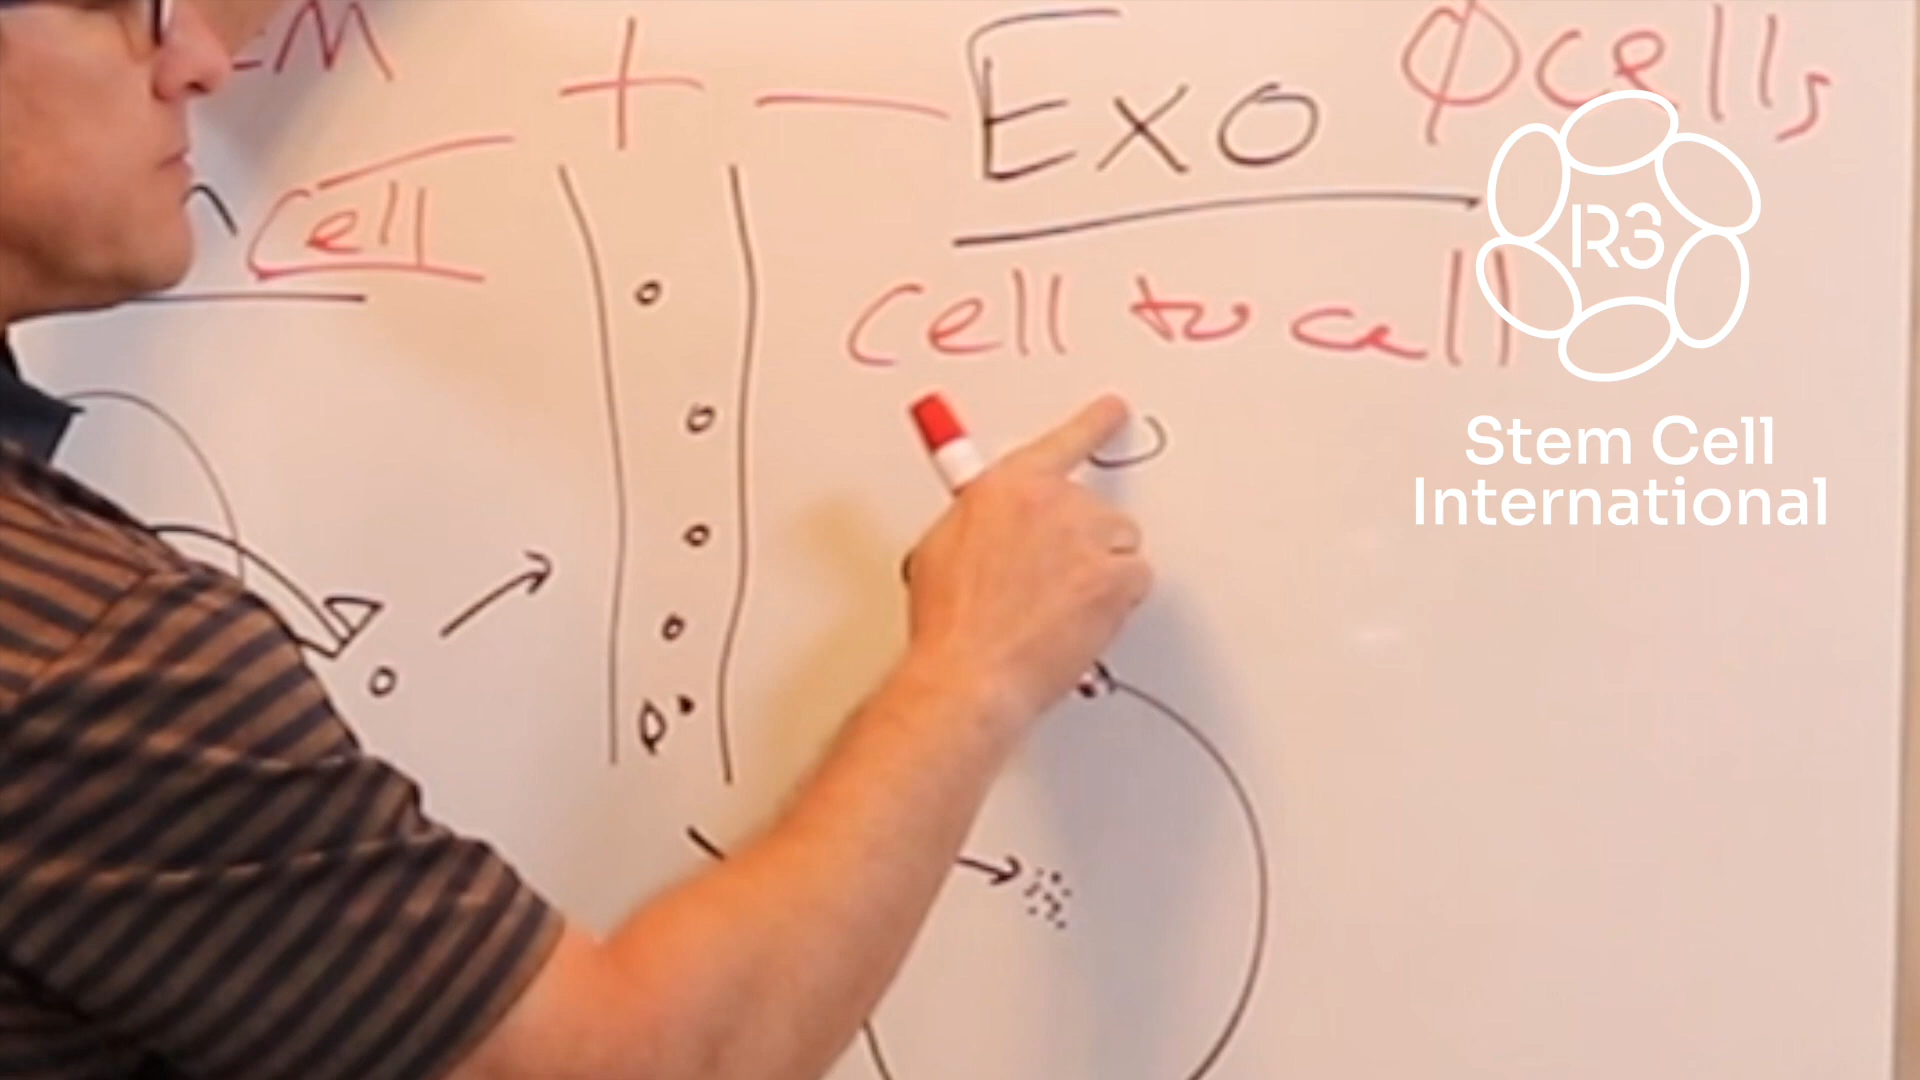 + — Exo ϕ cells
Cell
cell to cell
R3
Stem Cell
International